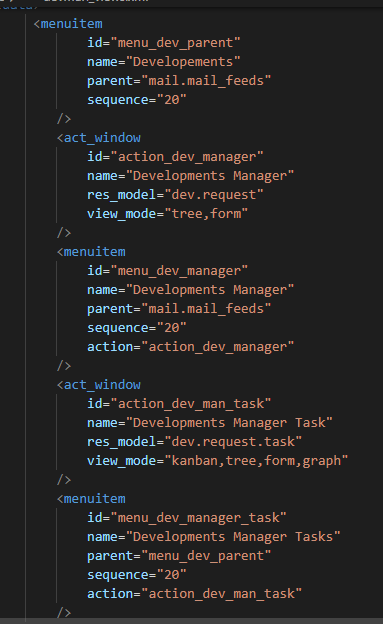 <menuitem
id="menu_dev_parent"
name="Developements"
parent="mail.mail_feeds"
sequence="20"
/>
<act_window
id="action_dev_manager"
name="Developments Manager"
res_model="dev.request"
view_mode="tree,form"
/>
<menuitem
id="menu_dev_manager"
name="Developments Manager"
parent="mail.mail_feeds"
sequence="20"
action="action_dev_manager"
/>
<act_window
id="action_dev_man_task"
name="Developments Manager Task"
res_model="dev.request.task"
view_mode="kanban,tree,form,graph"
/>
<menuitem
id="menu_dev_manager_task"
name="Developments Manager Tasks"
parent="menu_dev_parent"
sequence="20"
action="action_dev_man_task"
/>